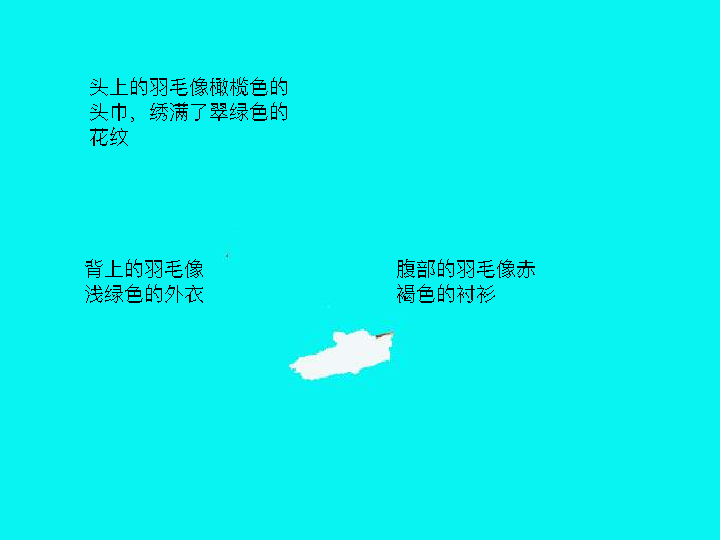 头上的羽毛像橄榄色的
头巾，绣满了翠绿色的
花纹
背上的羽毛像
浅绿色的外衣
腹部的羽毛像赤
褐色的衬衫